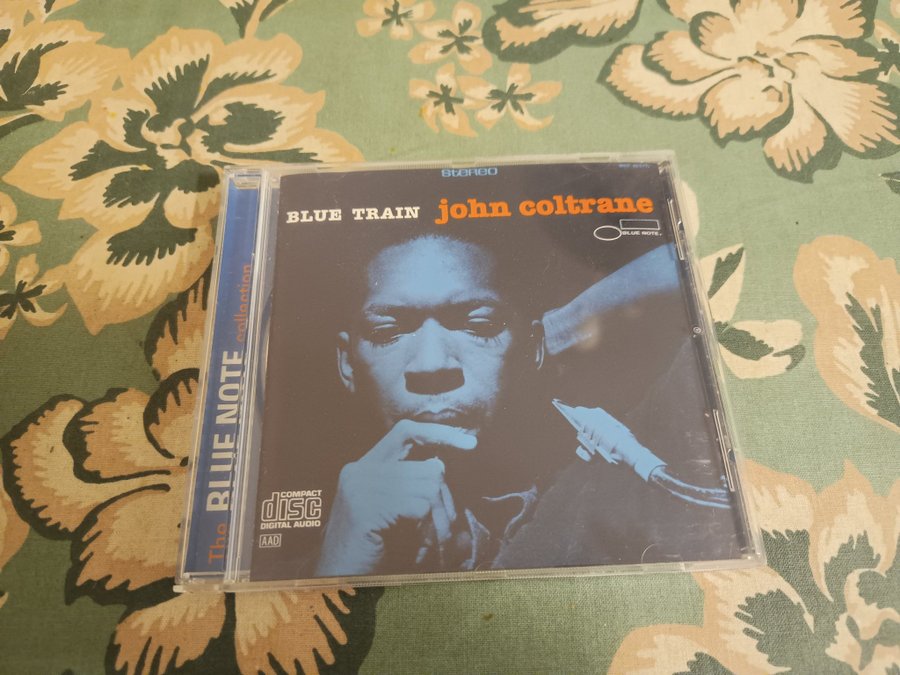 stereo
BLUE TRAIN john coltrane
BLUE NOTE
COMPACT
disc
DIGITAL AUDIO
AAD
The BLUE NOTE collection